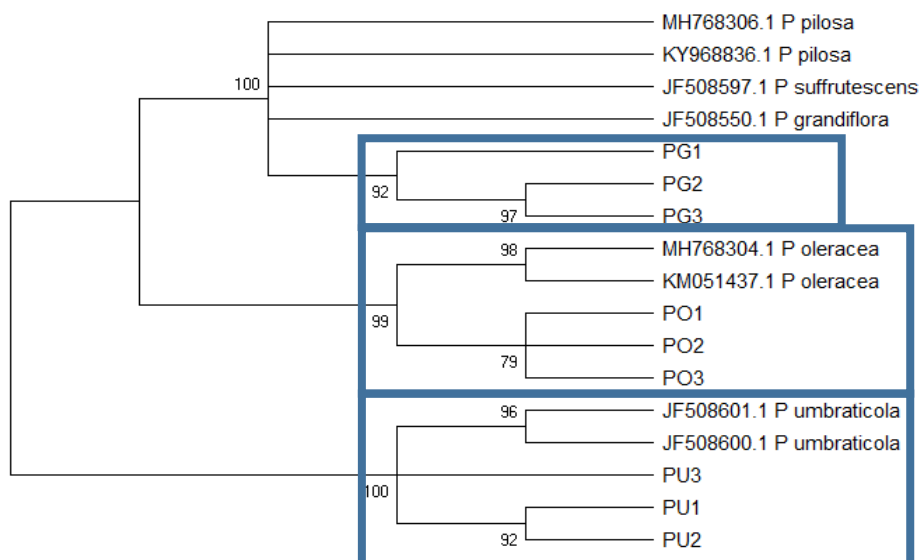 MH768306.1 P pilosa
KY968836.1 P pilosa
100
JF508597.1 P suffrutescens
JF508550.1 P grandiflora
PG1
92
PG2
97
PG3
98
MH768304.1 P oleracea
KM051437.1 P oleracea
99
PO1
PO2
79
PO3
96
JF508601.1 P umbraticola
JF508600.1 P umbraticola
PU3
100
PU1
92
PU2